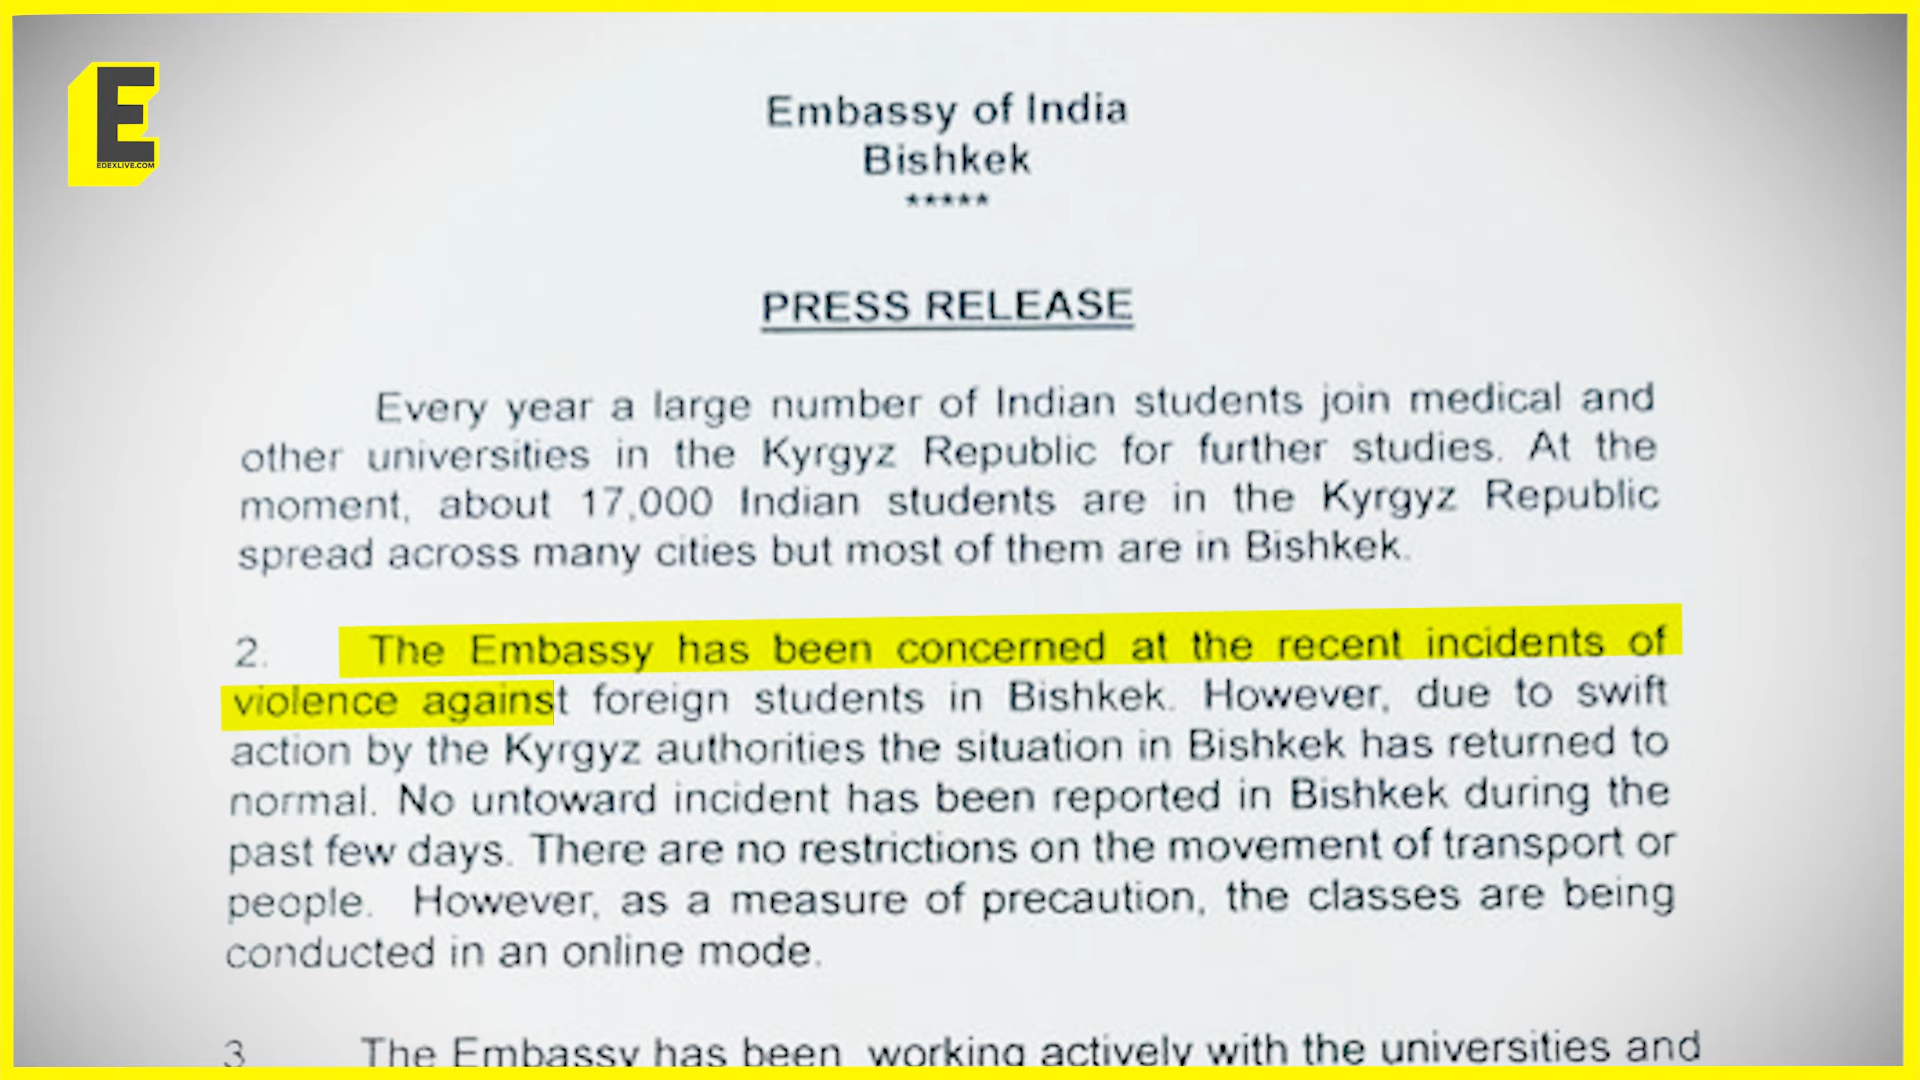 E
EDEXLIVE.COM
Embassy of India
Bishkek
*****
PRESS RELEASE
Every year a large number of Indian students join medical and
other universities in the Kyrgyz Republic for further studies. At the
moment, about 17,000 Indian students are in the Kyrgyz Republic
spread across many cities but most of them are in Bishkek.
2. The Embassy has been concerned at the recent incidents of
violence against foreign students in Bishkek. However, due to swift
action by the Kyrgyz authorities the situation in Bishkek has returned to
normal. No untoward incident has been reported in Bishkek during the
past few days. There are no restrictions on the movement of transport or
people. However, as a measure of precaution, the classes are being
conducted in an online mode.
3 The Embassy has been working actively with the universities and